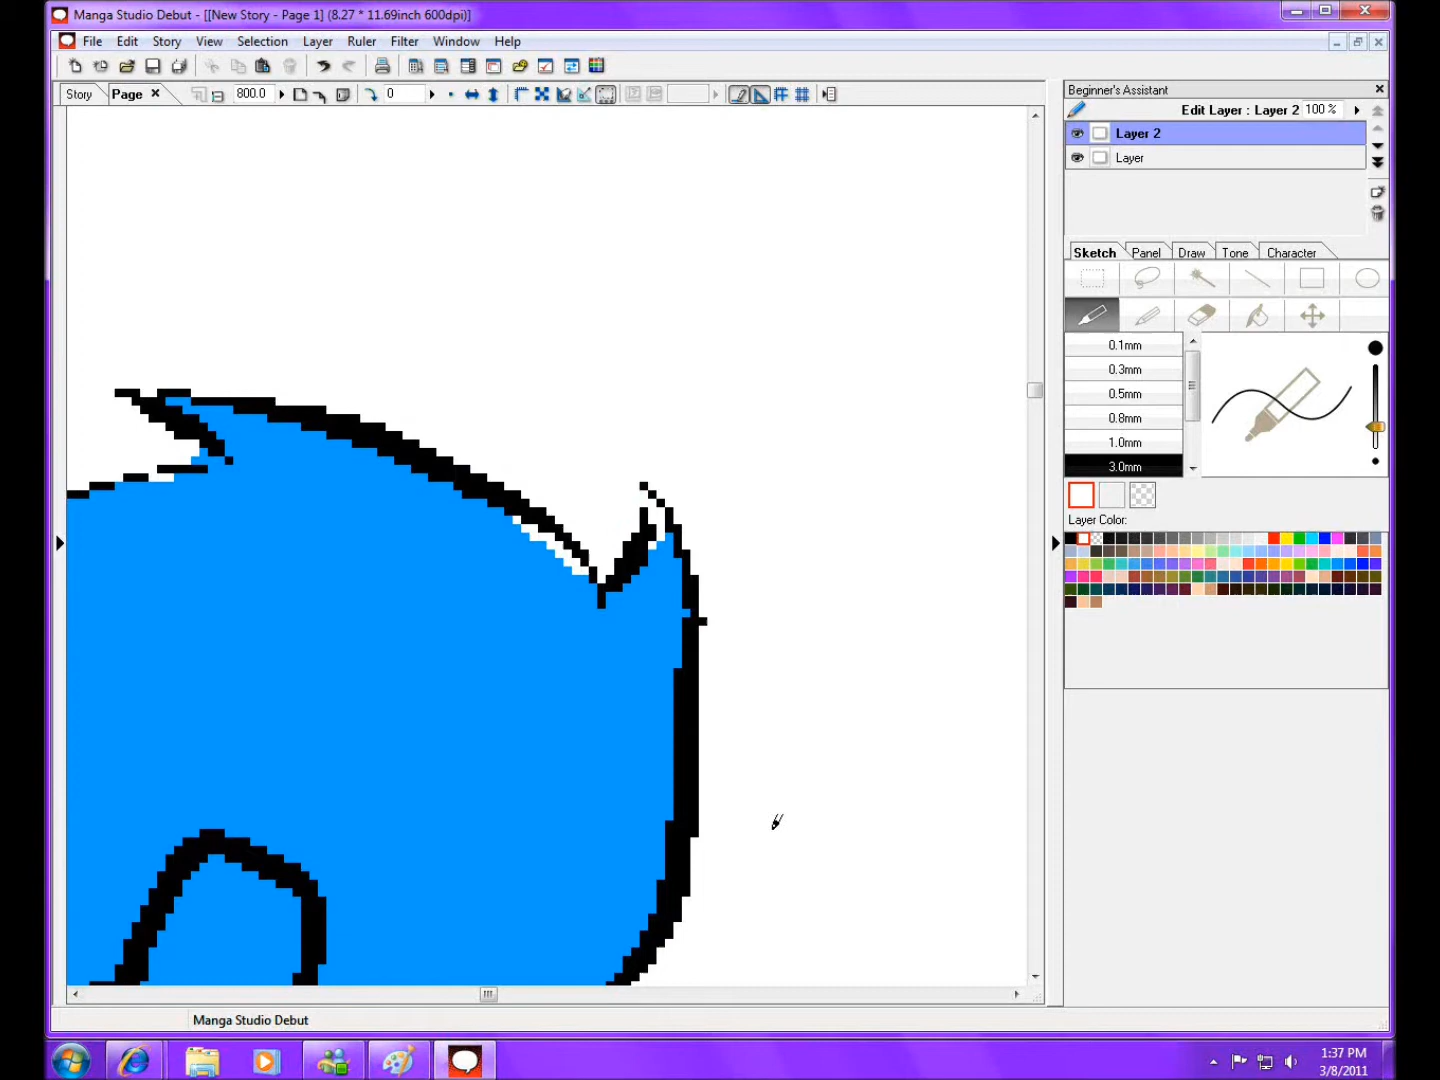 Manga Studio Debut - [[New Story - Page 1] (8.27 * 11.69inch 600dpi)]
File Edit Story View Selection Layer Ruler Filter Window Help
Story Page 800.0 0
Beginner's Assistant
Edit Layer : Layer 2 100 %
Layer 2
Layer
Sketch Panel Draw Tone Character
0.1mm
0.3mm
0.5mm
0.8mm
1.0mm
3.0mm
Layer Color:
Manga Studio Debut
1:37 PM
3/8/2011